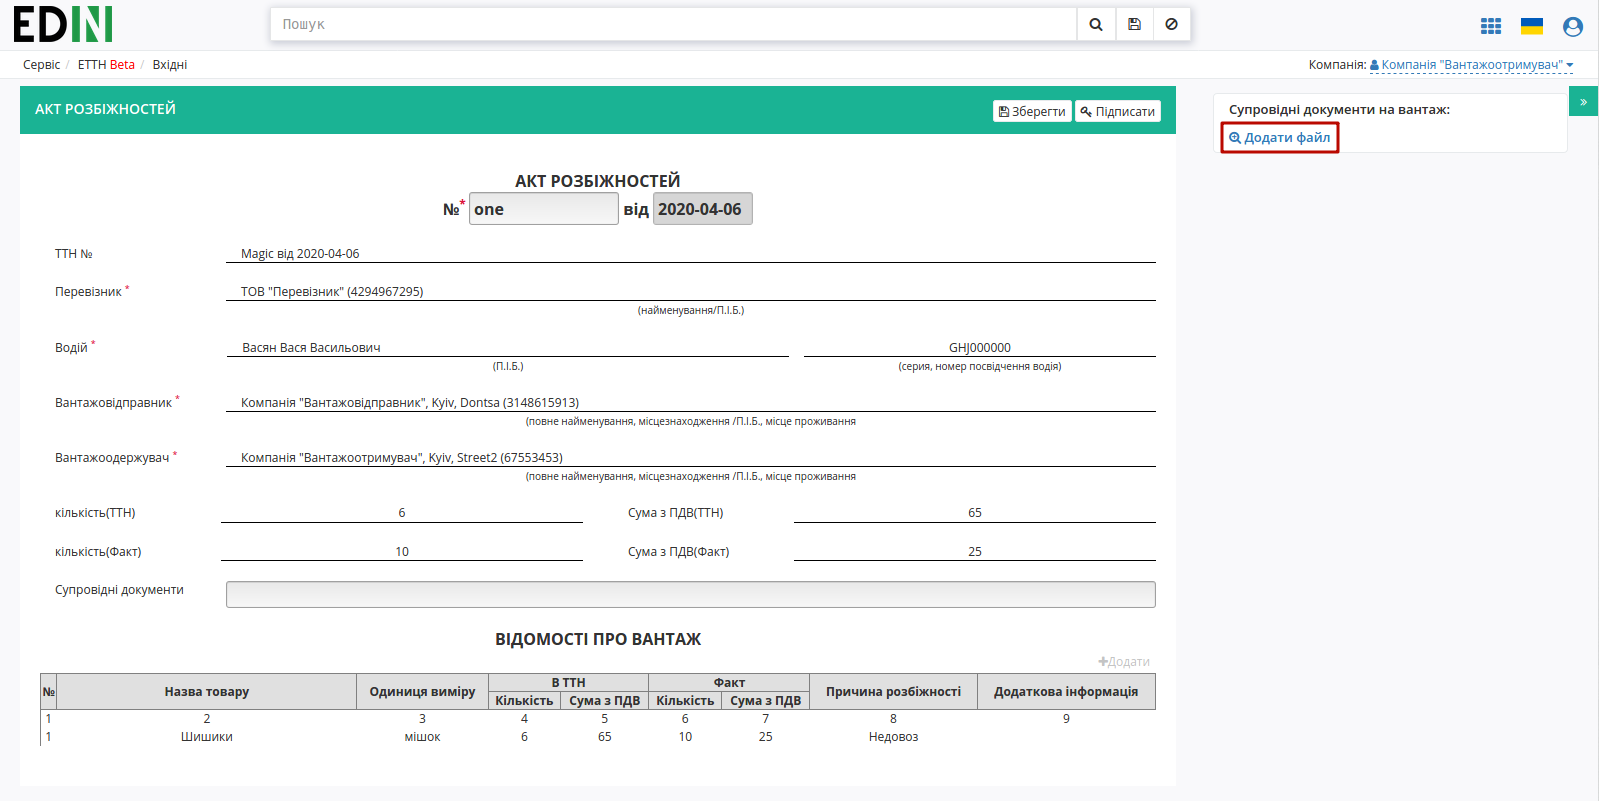 EDIN
Пошук
Сервіс / ЕТТН Beta / Вхідні
Компанія: Компанія "Вантажоотримувач"
АКТ РОЗБІЖНОСТЕЙ
Зберегти
Підписати
Супровідні документи на вантаж:
Додати файл
»
АКТ РОЗБІЖНОСТЕЙ
№* one від 2020-04-06
ТТН № Magic від 2020-04-06
Перевізник * ТОВ "Перевізник" (4294967295)
(найменування/П.І.Б.)
Водій * Васян Вася Васильович GHJ000000
(П.І.Б.) (серия, номер посвідчення водія)
Вантажовідправник * Компанія "Вантажовідправник", Kyiv, Dontsa (3148615913)
(повне найменування, місцезнаходження /П.І.Б., місце проживання
Вантажоодержувач * Компанія "Вантажоотримувач", Kyiv, Street2 (67553453)
(повне найменування, місцезнаходження /П.І.Б., місце проживання
кількість(ТТН) 6 Сума з ПДВ(ТТН) 65
кількість(Факт) 10 Сума з ПДВ(Факт) 25
Супровідні документи
ВІДОМОСТІ ПРО ВАНТАЖ
+Додати
№ Назва товару Одиниця виміру В ТТН Факт Причина розбіжності Додаткова інформація
Кількість Сума з ПДВ Кількість Сума з ПДВ
1 2 3 4 5 6 7 8 9
1 Шишики мішок 6 65 10 25 Недовоз